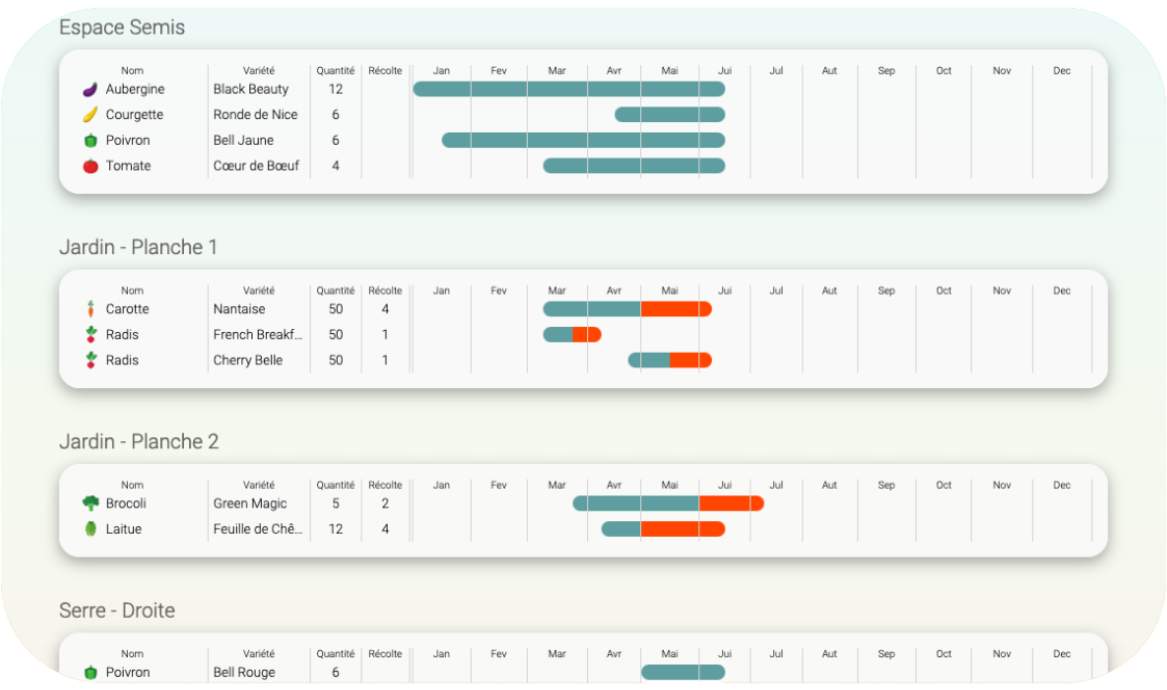 Espace Semis
Nom Variété Quantité Récolte Jan Fev Mar Avr Mai Jui Jul Aut Sep Oct Nov Dec
Aubergine Black Beauty 12
Courgette Ronde de Nice 6
Poivron Bell Jaune 6
Tomate Cœur de Bœuf 4
Jardin - Planche 1
Nom Variété Quantité Récolte Jan Fev Mar Avr Mai Jui Jul Aut Sep Oct Nov Dec
Carotte Nantaise 50 4
Radis French Breakf... 50 1
Radis Cherry Belle 50 1
Jardin - Planche 2
Nom Variété Quantité Récolte Jan Fev Mar Avr Mai Jui Jul Aut Sep Oct Nov Dec
Brocoli Green Magic 5 2
Laitue Feuille de Chê... 12 4
Serre - Droite
Nom Variété Quantité Récolte Jan Fev Mar Avr Mai Jui Jul Aut Sep Oct Nov Dec
Poivron Bell Rouge 6